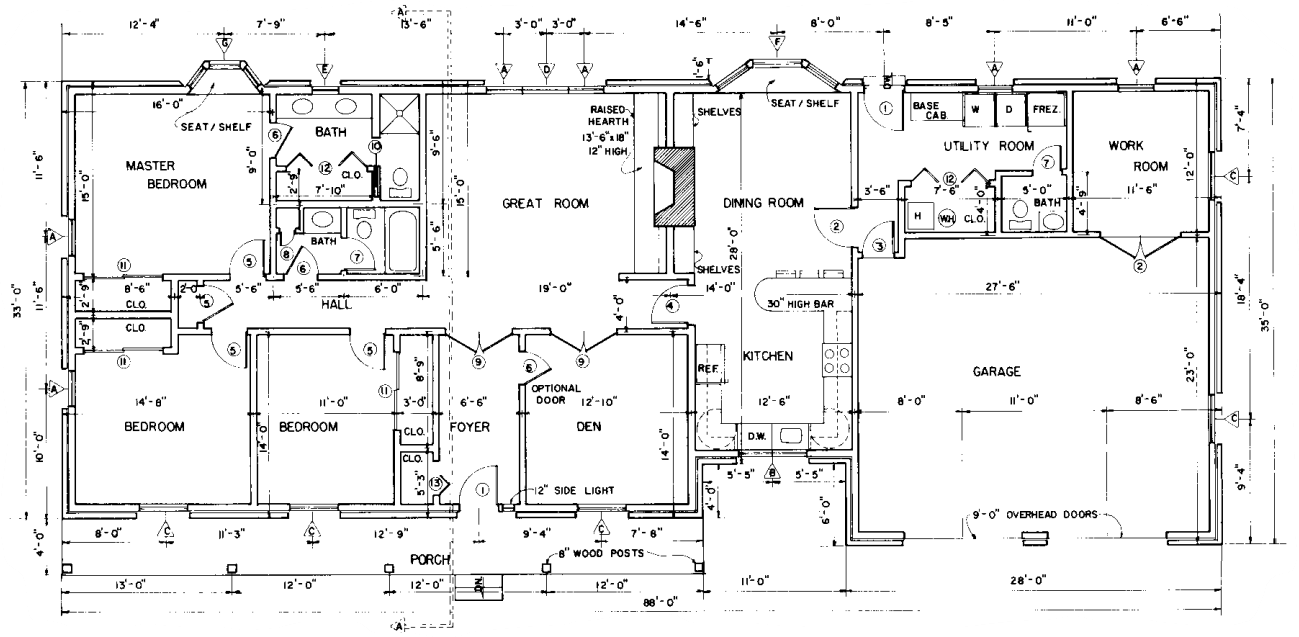 A
12'-4" 7'-9" 13'-6" 3'-0" 3'-0" 14'-6" 8'-0" 8'-5" 11'-0" 6'-6"
G E A D A F A A
1'-6"
16'-0"
SEAT / SHELF
BATH
6
10
12
CLO.
2'-9"
7'-10"
9'-0"
9'-6"
RAISED
HEARTH
13'-6"x 18"
12" HIGH
SHELVES
SEAT / SHELF
1
BASE
CAB.
W D FREZ.
UTILITY ROOM
7'-4"
11'-6"
MASTER
BEDROOM
15'-0"
15'-0"
GREAT ROOM
DINING ROOM
3'-6"
12
7'-6"
H
W.H.
CLO.
4'-0"
7
5'-0"
BATH
4'-9"
WORK
ROOM
11'-6"
12'-0"
C
A
BATH
8
6
7
5'-6"
5
2
3
2
28'-0"
SHELVES
33'-0"
11'-6"
11
8'-6"
2'-9"
CLO.
2'-0
5
5'-6"
6'-0"
HALL
19'-0"
4'-0"
4
14'-0"
30" HIGH BAR
27'-6"
18'-4"
35'-0"
CLO.
2'-9"
11
5
5
9
9
KITCHEN
REF.
GARAGE
23'-0"
A
11
8'-9"
6
OPTIONAL
DOOR
14'-8"
11'-0"
3'-0"
6'-6"
12'-10"
12'-6"
8'-0"
11'-0"
8'-6"
C
BEDROOM
BEDROOM
14'-0"
CLO.
FOYER
DEN
14'-0"
D.W.
10'-0"
CLO.
5'-3"
13
1
12" SIDE LIGHT
5'-5"
B
5'-5"
4'-0"
6'-0"
9'-4"
9'-0" OVERHEAD DOORS
4'-0"
8'-0"
C
11'-3"
C
12'-9"
9'-4"
C
7'-8"
PORCH
8" WOOD POSTS
DN.
13'-0" 12'-0" 12'-0" 12'-0" 11'-0" 28'-0"
88'-0"
A